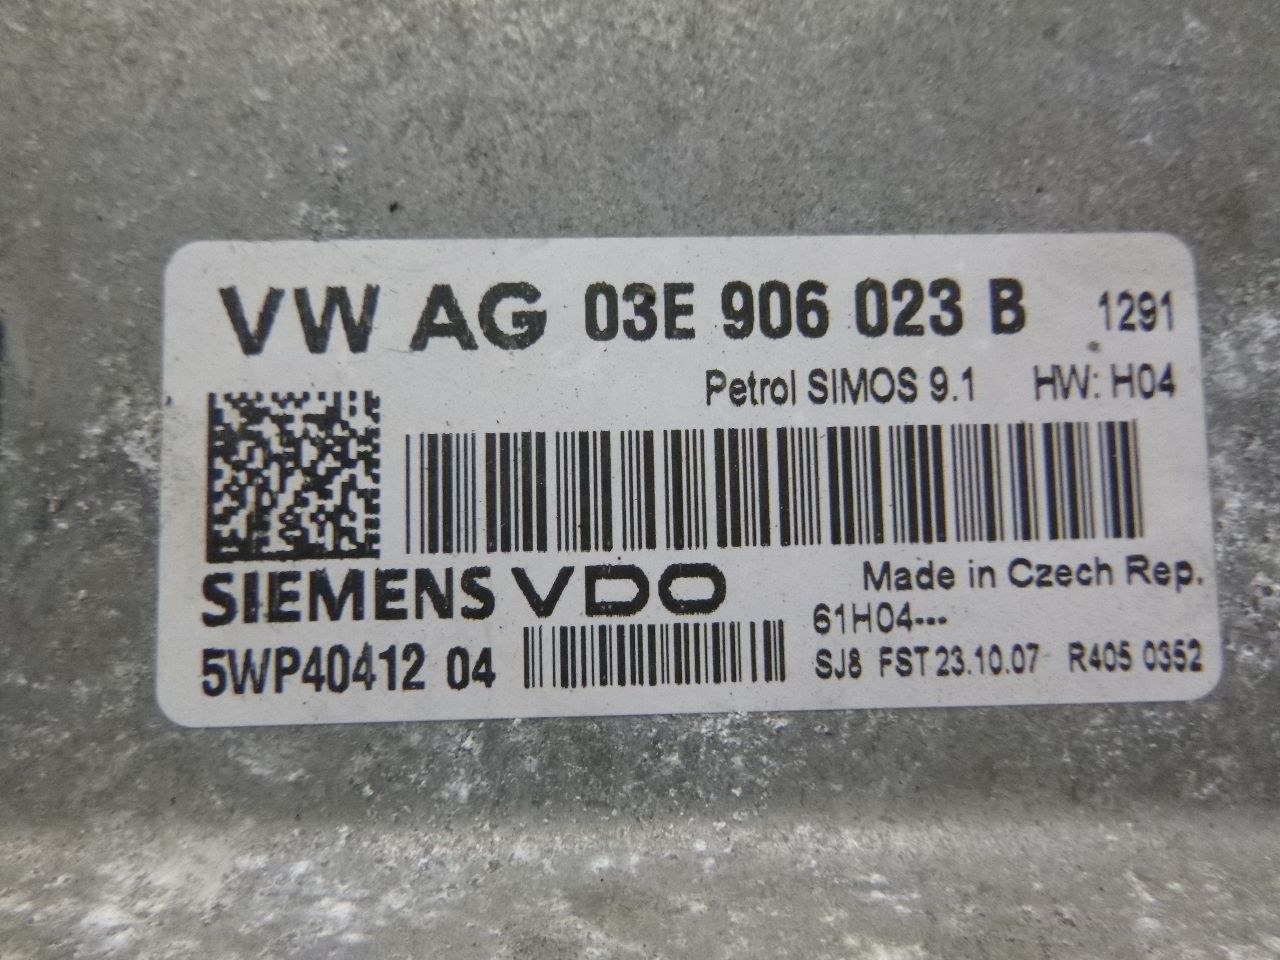 VW AG 03E 906 023 B 1291
Petrol SIMOS 9.1 HW: H04
SIEMENS VDO Made in Czech Rep.
61H04---
5WP40412 04 SJ8 FST 23.10.07 R405 0352